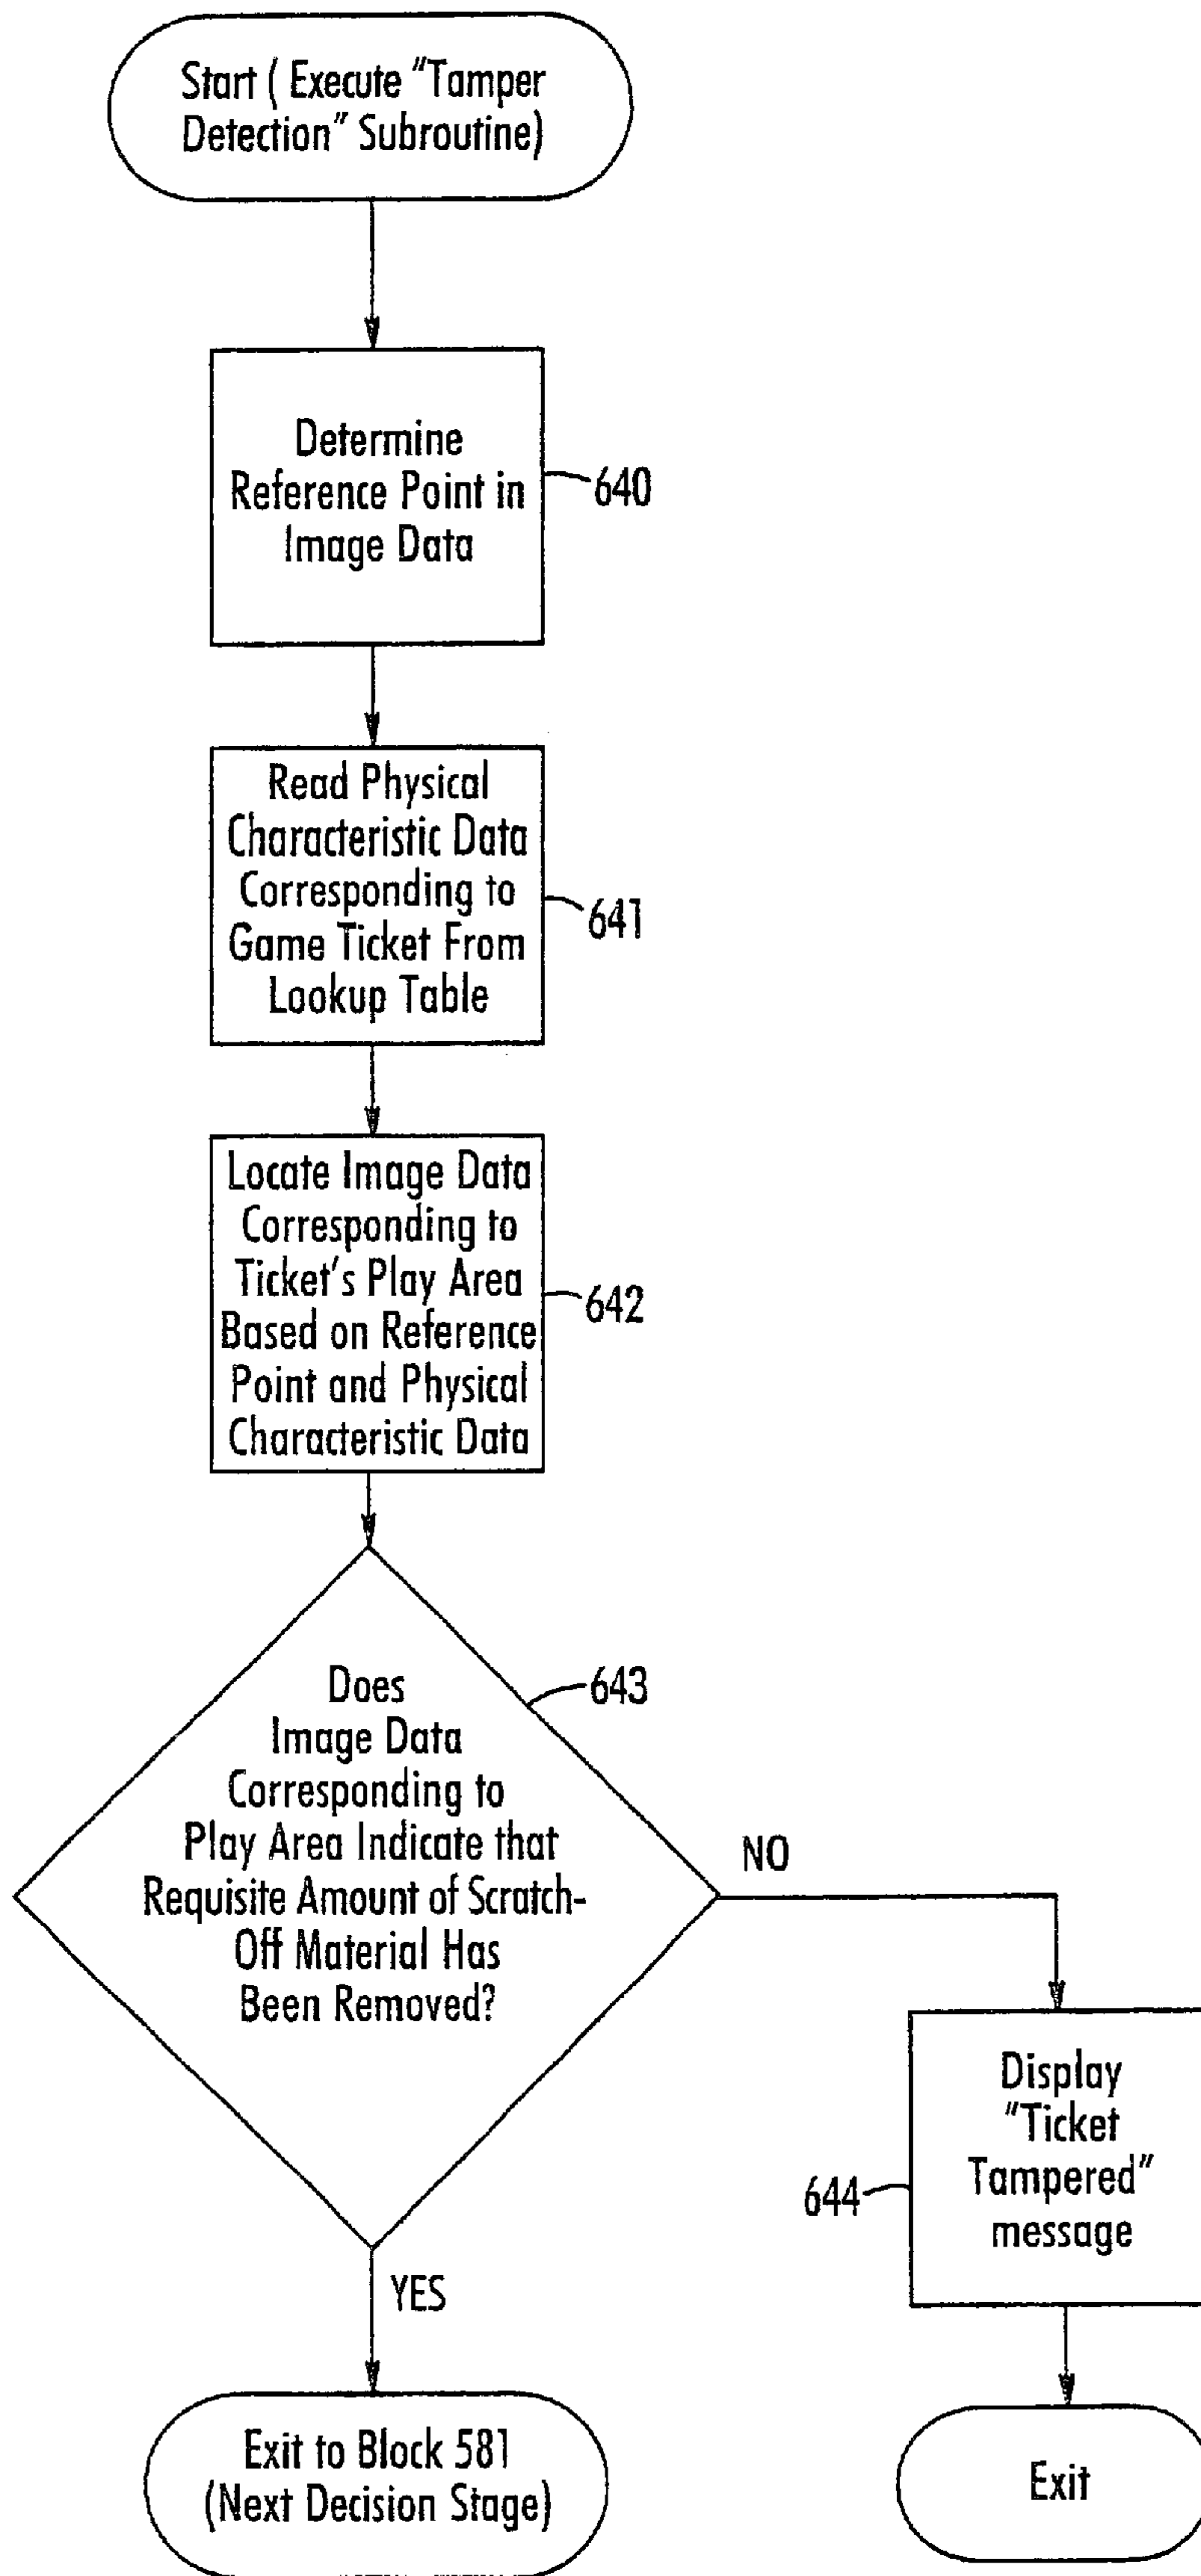 Start ( Execute "Tamper
Detection" Subroutine)
Determine
Reference Point in
Image Data
640
Read Physical
Characteristic Data
Corresponding to
Game Ticket From
Lookup Table
641
Locate Image Data
Corresponding to
Ticket's Play Area
Based on Reference
Point and Physical
Characteristic Data
642
Does
Image Data
Corresponding to
Play Area Indicate that
Requisite Amount of Scratch-
Off Material Has
Been Removed?
643
NO
Display
"Ticket
Tampered"
message
644
YES
Exit to Block 581
(Next Decision Stage)
Exit